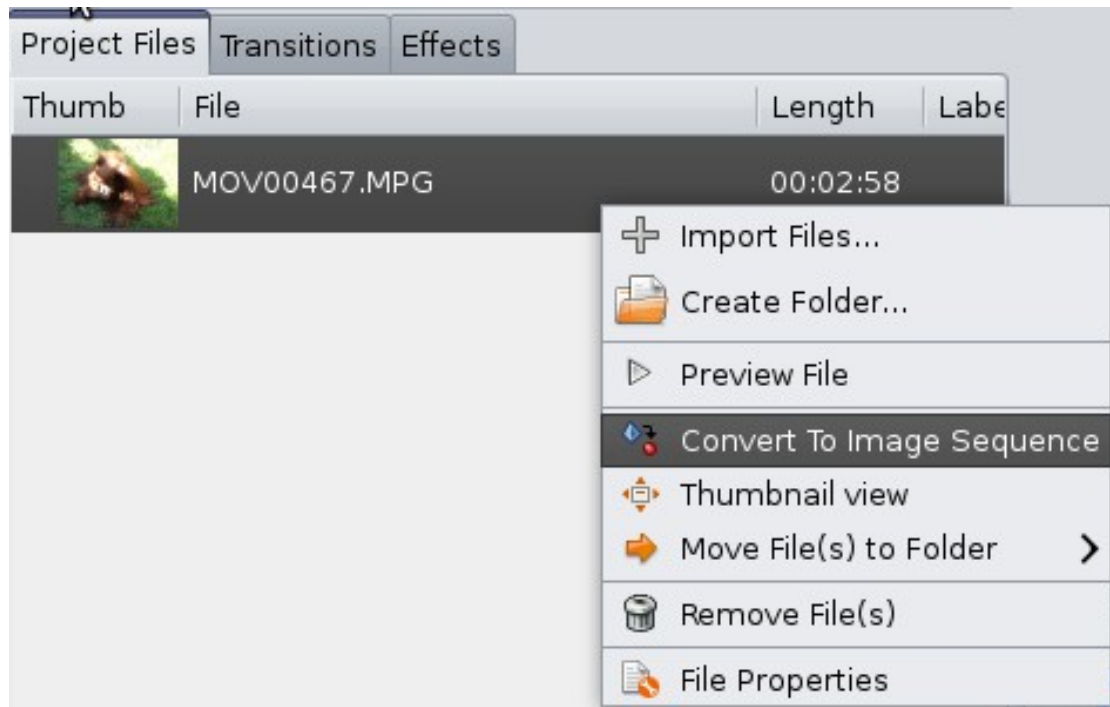 Project Files Transitions Effects
Thumb File Length Labe
MOV00467.MPG 00:02:58
Import Files...
Create Folder...
Preview File
Convert To Image Sequence
Thumbnail view
Move File(s) to Folder
Remove File(s)
File Properties